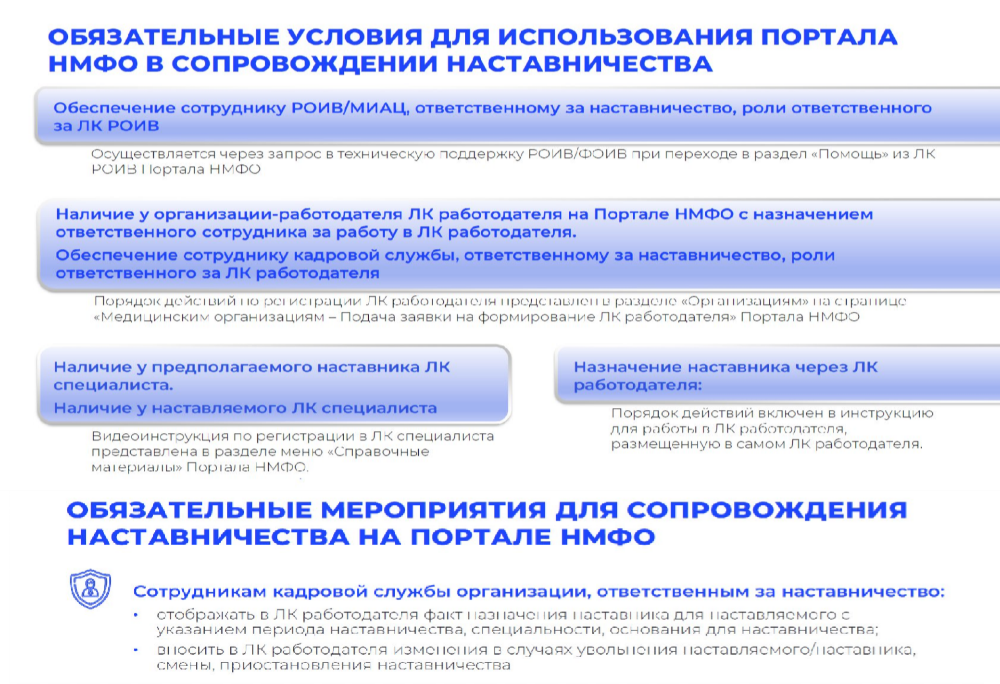 ОБЯЗАТЕЛЬНЫЕ УСЛОВИЯ ДЛЯ ИСПОЛЬЗОВАНИЯ ПОРТАЛА
НМФО В СОПРОВОЖДЕНИИ НАСТАВНИЧЕСТВА
Обеспечение сотруднику РОИВ/МИАЦ, ответственному за наставничество, роли ответственного
за ЛК РОИВ
Осуществляется через запрос в техническую поддержку РОИВ/ФОИВ при переходе в раздел «Помощь» из ЛК
РОИВ Портала НМФО
Наличие у организации-работодателя ЛК работодателя на Портале НМФО с назначением
ответственного сотрудника за работу в ЛК работодателя.
Обеспечение сотруднику кадровой службы, ответственному за наставничество, роли
ответственного за ЛК работодателя
Порядок действий по регистрации ЛК работодателя представлен в разделе «Организациям» на странице
«Медицинским организациям – Подача заявки на формирование ЛК работодателя» Портала НМФО
Наличие у предполагаемого наставника ЛК
специалиста.
Наличие у наставляемого ЛК специалиста
Видеоинструкция по регистрации в ЛК специалиста
представлена в разделе меню «Справочные
материалы» Портала НМФО.
Назначение наставника через ЛК
работодателя:
Порядок действий включен в инструкцию
для работы в ЛК работодателя,
размещенную в самом ЛК работодателя.
ОБЯЗАТЕЛЬНЫЕ МЕРОПРИЯТИЯ ДЛЯ СОПРОВОЖДЕНИЯ
НАСТАВНИЧЕСТВА НА ПОРТАЛЕ НМФО
Сотрудникам кадровой службы организации, ответственным за наставничество:
• отображать в ЛК работодателя факт назначения наставника для наставляемого с
указанием периода наставничества, специальности, основания для наставничества;
• вносить в ЛК работодателя изменения в случаях увольнения наставляемого/наставника,
смены, приостановления наставничества